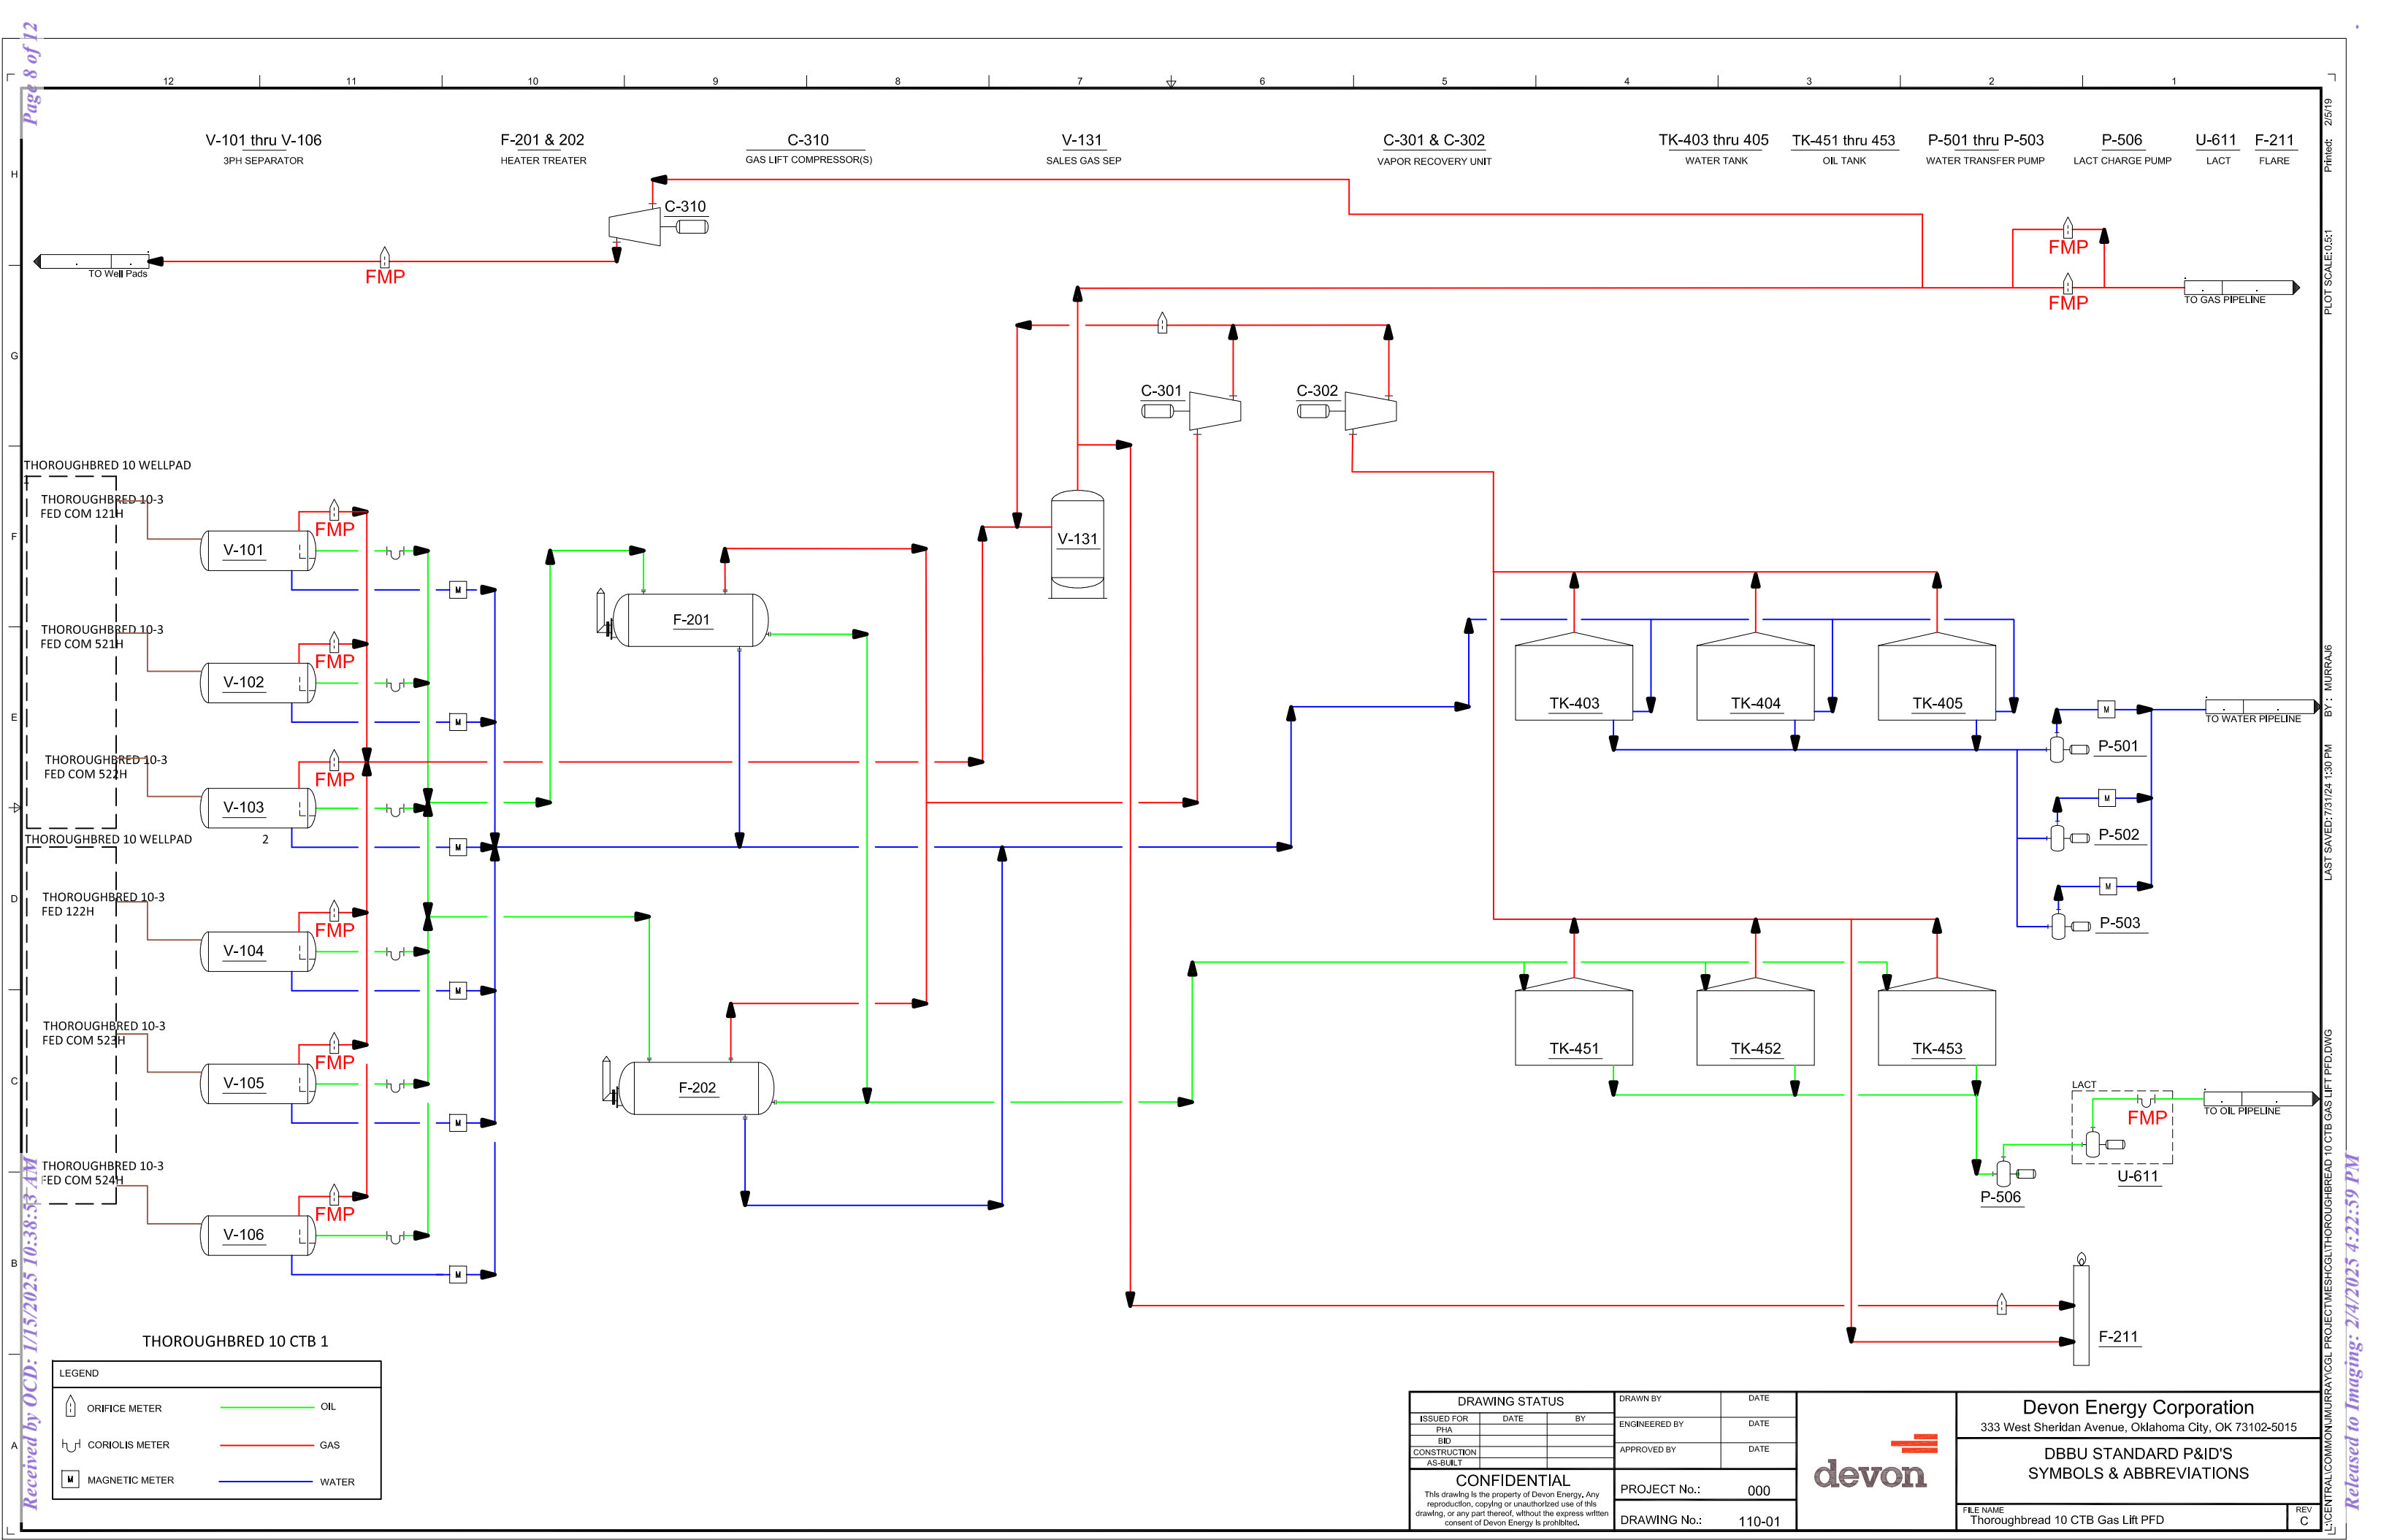 Page 8 of 12
12 11 10 9 8 7 6 5 4 3 2 1
V-101 thru V-106
3PH SEPARATOR
F-201 & 202
HEATER TREATER
C-310
GAS LIFT COMPRESSOR(S)
V-131
SALES GAS SEP
C-301 & C-302
VAPOR RECOVERY UNIT
TK-403 thru 405
WATER TANK
TK-451 thru 453
OIL TANK
P-501 thru P-503
WATER TRANSFER PUMP
P-506
LACT CHARGE PUMP
U-611
LACT
F-211
FLARE
H
G
F
E
D
C
B
A
C-310
TO Well Pads
FMP
FMP
FMP
TO GAS PIPELINE
C-301
C-302
THOROUGHBRED 10 WELLPAD
THOROUGHBRED 10-3
FED COM 121H
FMP
V-101
V-131
F-201
THOROUGHBRED 10-3
FED COM 521H
FMP
V-102
TK-403
TK-404
TK-405
TO WATER PIPELINE
P-501
THOROUGHBRED 10-3
FED COM 522H
FMP
V-103
2
P-502
THOROUGHBRED 10 WELLPAD
THOROUGHBRED 10-3
FED 122H
FMP
V-104
P-503
THOROUGHBRED 10-3
FED COM 523H
FMP
V-105
F-202
TK-451
TK-452
TK-453
LACT
FMP
TO OIL PIPELINE
U-611
P-506
THOROUGHBRED 10-3
FED COM 524H
FMP
V-106
M
M
M
M
M
M
M
M
M
F-211
THOROUGHBRED 10 CTB 1
LEGEND
ORIFICE METER
OIL
CORIOLIS METER
GAS
M
MAGNETIC METER
WATER
DRAWING STATUS
ISSUED FOR DATE BY
PHA
BID
CONSTRUCTION
AS-BUILT
CONFIDENTIAL
This drawing is the property of Devon Energy. Any
reproduction, copying or unauthorized use of this
drawing, or any part thereof, without the express written
consent of Devon Energy is prohibited.
DRAWN BY DATE
ENGINEERED BY DATE
APPROVED BY DATE
PROJECT No.: 000
DRAWING No.: 110-01
devon
Devon Energy Corporation
333 West Sheridan Avenue, Oklahoma City, OK 73102-5015
DBBU STANDARD P&ID'S
SYMBOLS & ABBREVIATIONS
FILE NAME
Thoroughbread 10 CTB Gas Lift PFD
REV
C
Printed: 2/5/19
PLOT SCALE:0.5:1
BY : MURRAJ6
LAST SAVED:7/31/24 1:30 PM
L:\CENTRAL\COMMON\JMURRAY\CGL PROJECT\MESHCGL\THOROUGHBREAD 10 CTB GAS LIFT PFD.DWG
Received by OCD: 1/15/2025 10:38:53 AM
Released to Imaging: 2/4/2025 4:22:59 PM